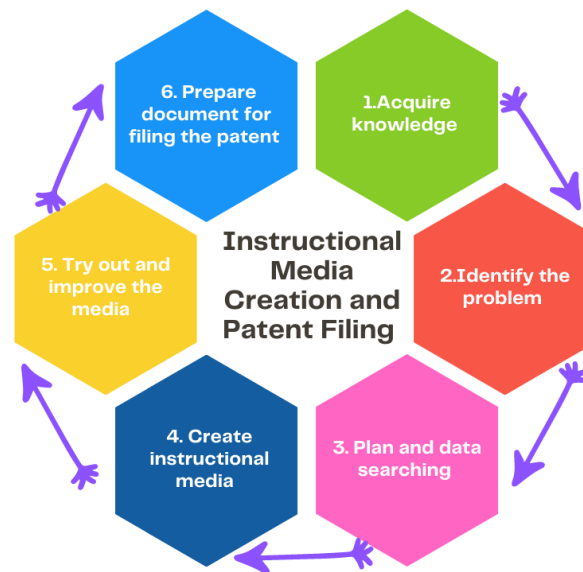 1.Acquire
knowledge
2.Identify the
problem
3. Plan and data
searching
4. Create
instructional
media
5. Try out and
improve the
media
6. Prepare
document for
filing the patent
Instructional
Media
Creation and
Patent Filing